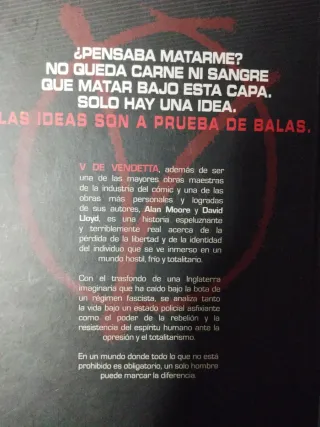 ¿PENSABA MATARME?
NO QUEDA CARNE NI SANGRE
QUE MATAR BAJO ESTA CAPA.
SOLO HAY UNA IDEA.
LAS IDEAS SON A PRUEBA DE BALAS.
V DE VENDETTA, además de ser
una de las mayores obras maestras
de la industria del cómic y una de las
obras más personales y logradas
de sus autores, Alan Moore y David
Lloyd, es una historia espeluznante
y terriblemente real acerca de la
pérdida de la libertad y de la identidad
del individuo que se ve inmerso en un
mundo hostil, frío y totalitario.
Con el trasfondo de una Inglaterra
imaginaria que ha caído bajo la bota de
un régimen fascista, se analiza tanto
la vida bajo un estado policial asfixiante
como el poder de la rebelión y la
resistencia del espíritu humano ante la
opresión y el totalitarismo.
En un mundo donde todo lo que no está
prohibido es obligatorio, un solo hombre
puede marcar la diferencia.